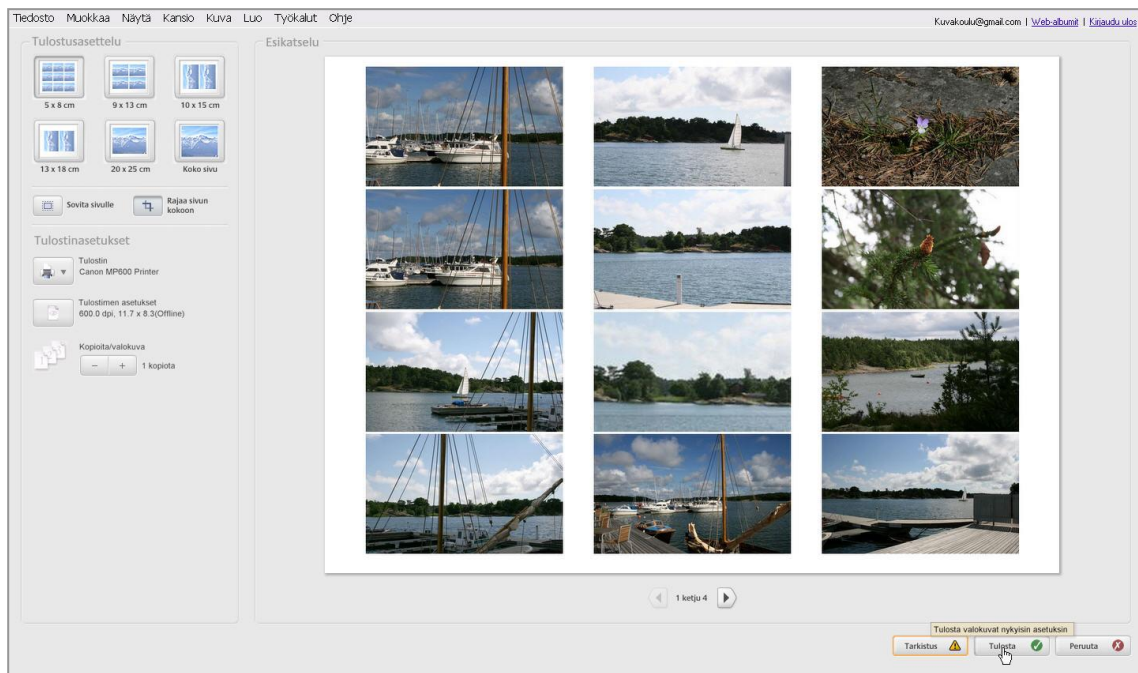 Tiedosto Muokkaa Näytä Kansio Kuva Luo Työkalut Ohje
Kuvakoulu@gmail.com | Web-albumit | Kirjaudu ulos
Tulostusasettelu
5 x 8 cm 9 x 13 cm 10 x 15 cm
13 x 18 cm 20 x 25 cm Koko sivu
Sovita sivulle
Rajaa sivun
kokoon
Tulostinasetukset
Tulostin
Canon MP600 Printer
Tulostimen asetukset
600.0 dpi, 11.7 x 8.3(Offline)
Kopioita/valokuva
− + 1 kopiota
Esikatselu
1 ketju 4
Tulosta valokuvat nykyisin asetuksin
Tarkistus Tulosta Peruuta